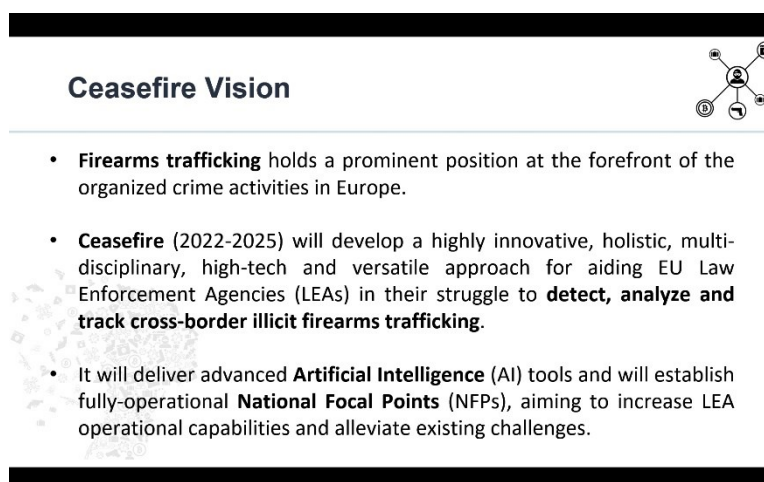 Ceasefire Vision
• Firearms trafficking holds a prominent position at the forefront of the
organized crime activities in Europe.
• Ceasefire (2022-2025) will develop a highly innovative, holistic, multi-
disciplinary, high-tech and versatile approach for aiding EU Law
Enforcement Agencies (LEAs) in their struggle to detect, analyze and
track cross-border illicit firearms trafficking.
• It will deliver advanced Artificial Intelligence (AI) tools and will establish
fully-operational National Focal Points (NFPs), aiming to increase LEA
operational capabilities and alleviate existing challenges.